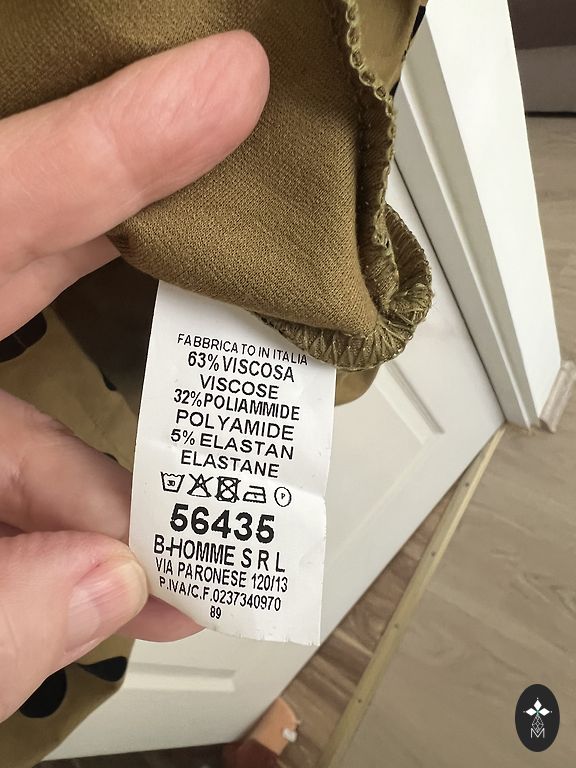 FABBRICATO IN ITALIA
63% VISCOSA
VISCOSE
32% POLIAMMIDE
POLYAMIDE
5% ELASTAN
ELASTANE
30 P
56435
B-HOMME S R L
VIA PARONESE 120/13
P.IVA/C.F.0237340970
89
M